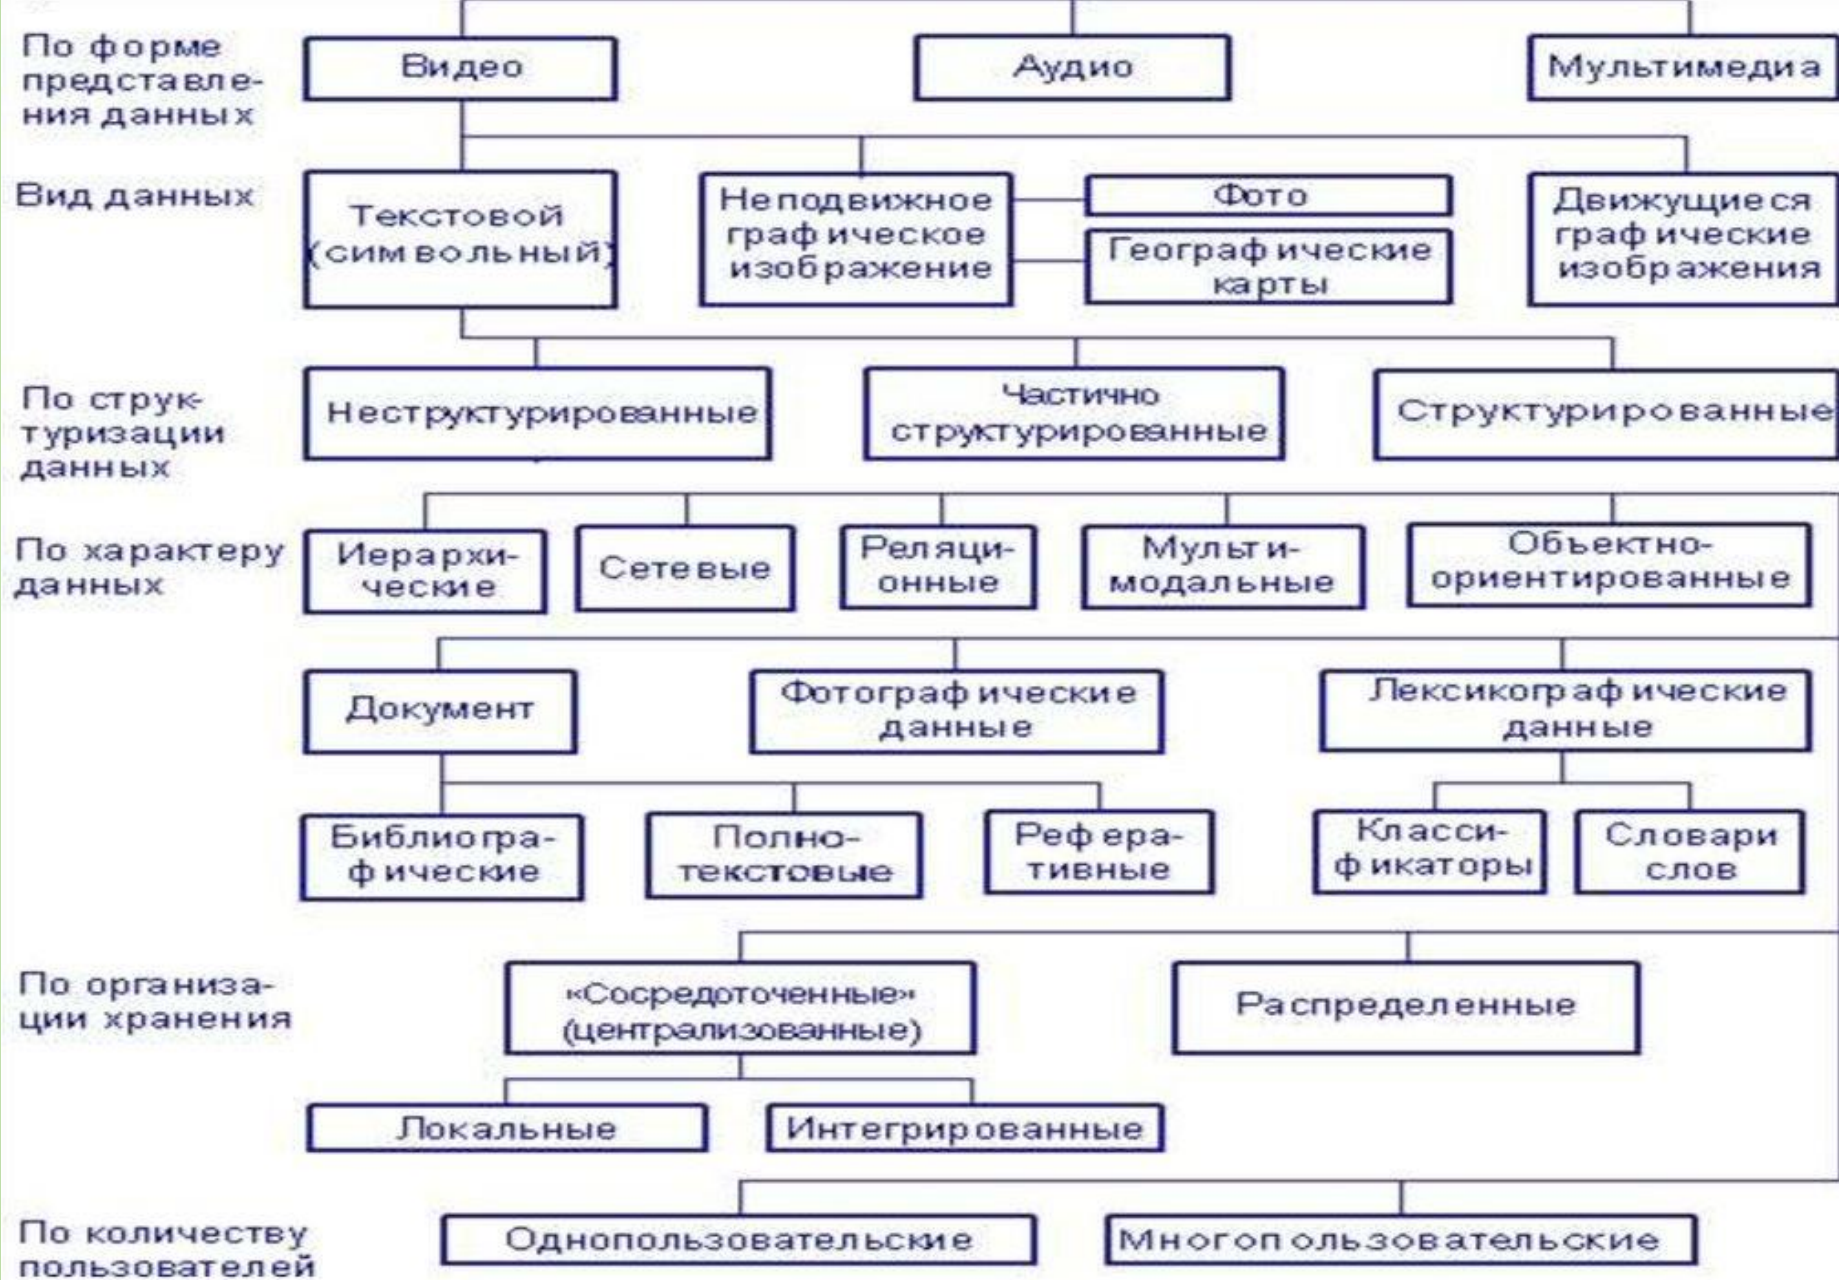 По форме
представле-
ния данных
Видео
Аудио
Мультимедиа
Вид данных
Текстовой
(символьный)
Неподвижное
графическое
изображение
Фото
Географические
карты
Движущиеся
графические
изображения
По струк-
туризации
данных
Неструктурированные
Частично
структурированные
Структурированные
По характеру
данных
Иерархи-
ческие
Сетевые
Реляци-
онные
Мульти-
модальные
Объектно-
ориентированные
Документ
Фотографические
данные
Лексикографические
данные
Библиогра-
фические
Полно-
текстовые
Рефера-
тивные
Класси-
фикаторы
Словари
слов
По организа-
ции хранения
«Сосредоточенные»
(централизованные)
Распределенные
Локальные
Интегрированные
По количеству
пользователей
Однопользовательские
Многопользовательские